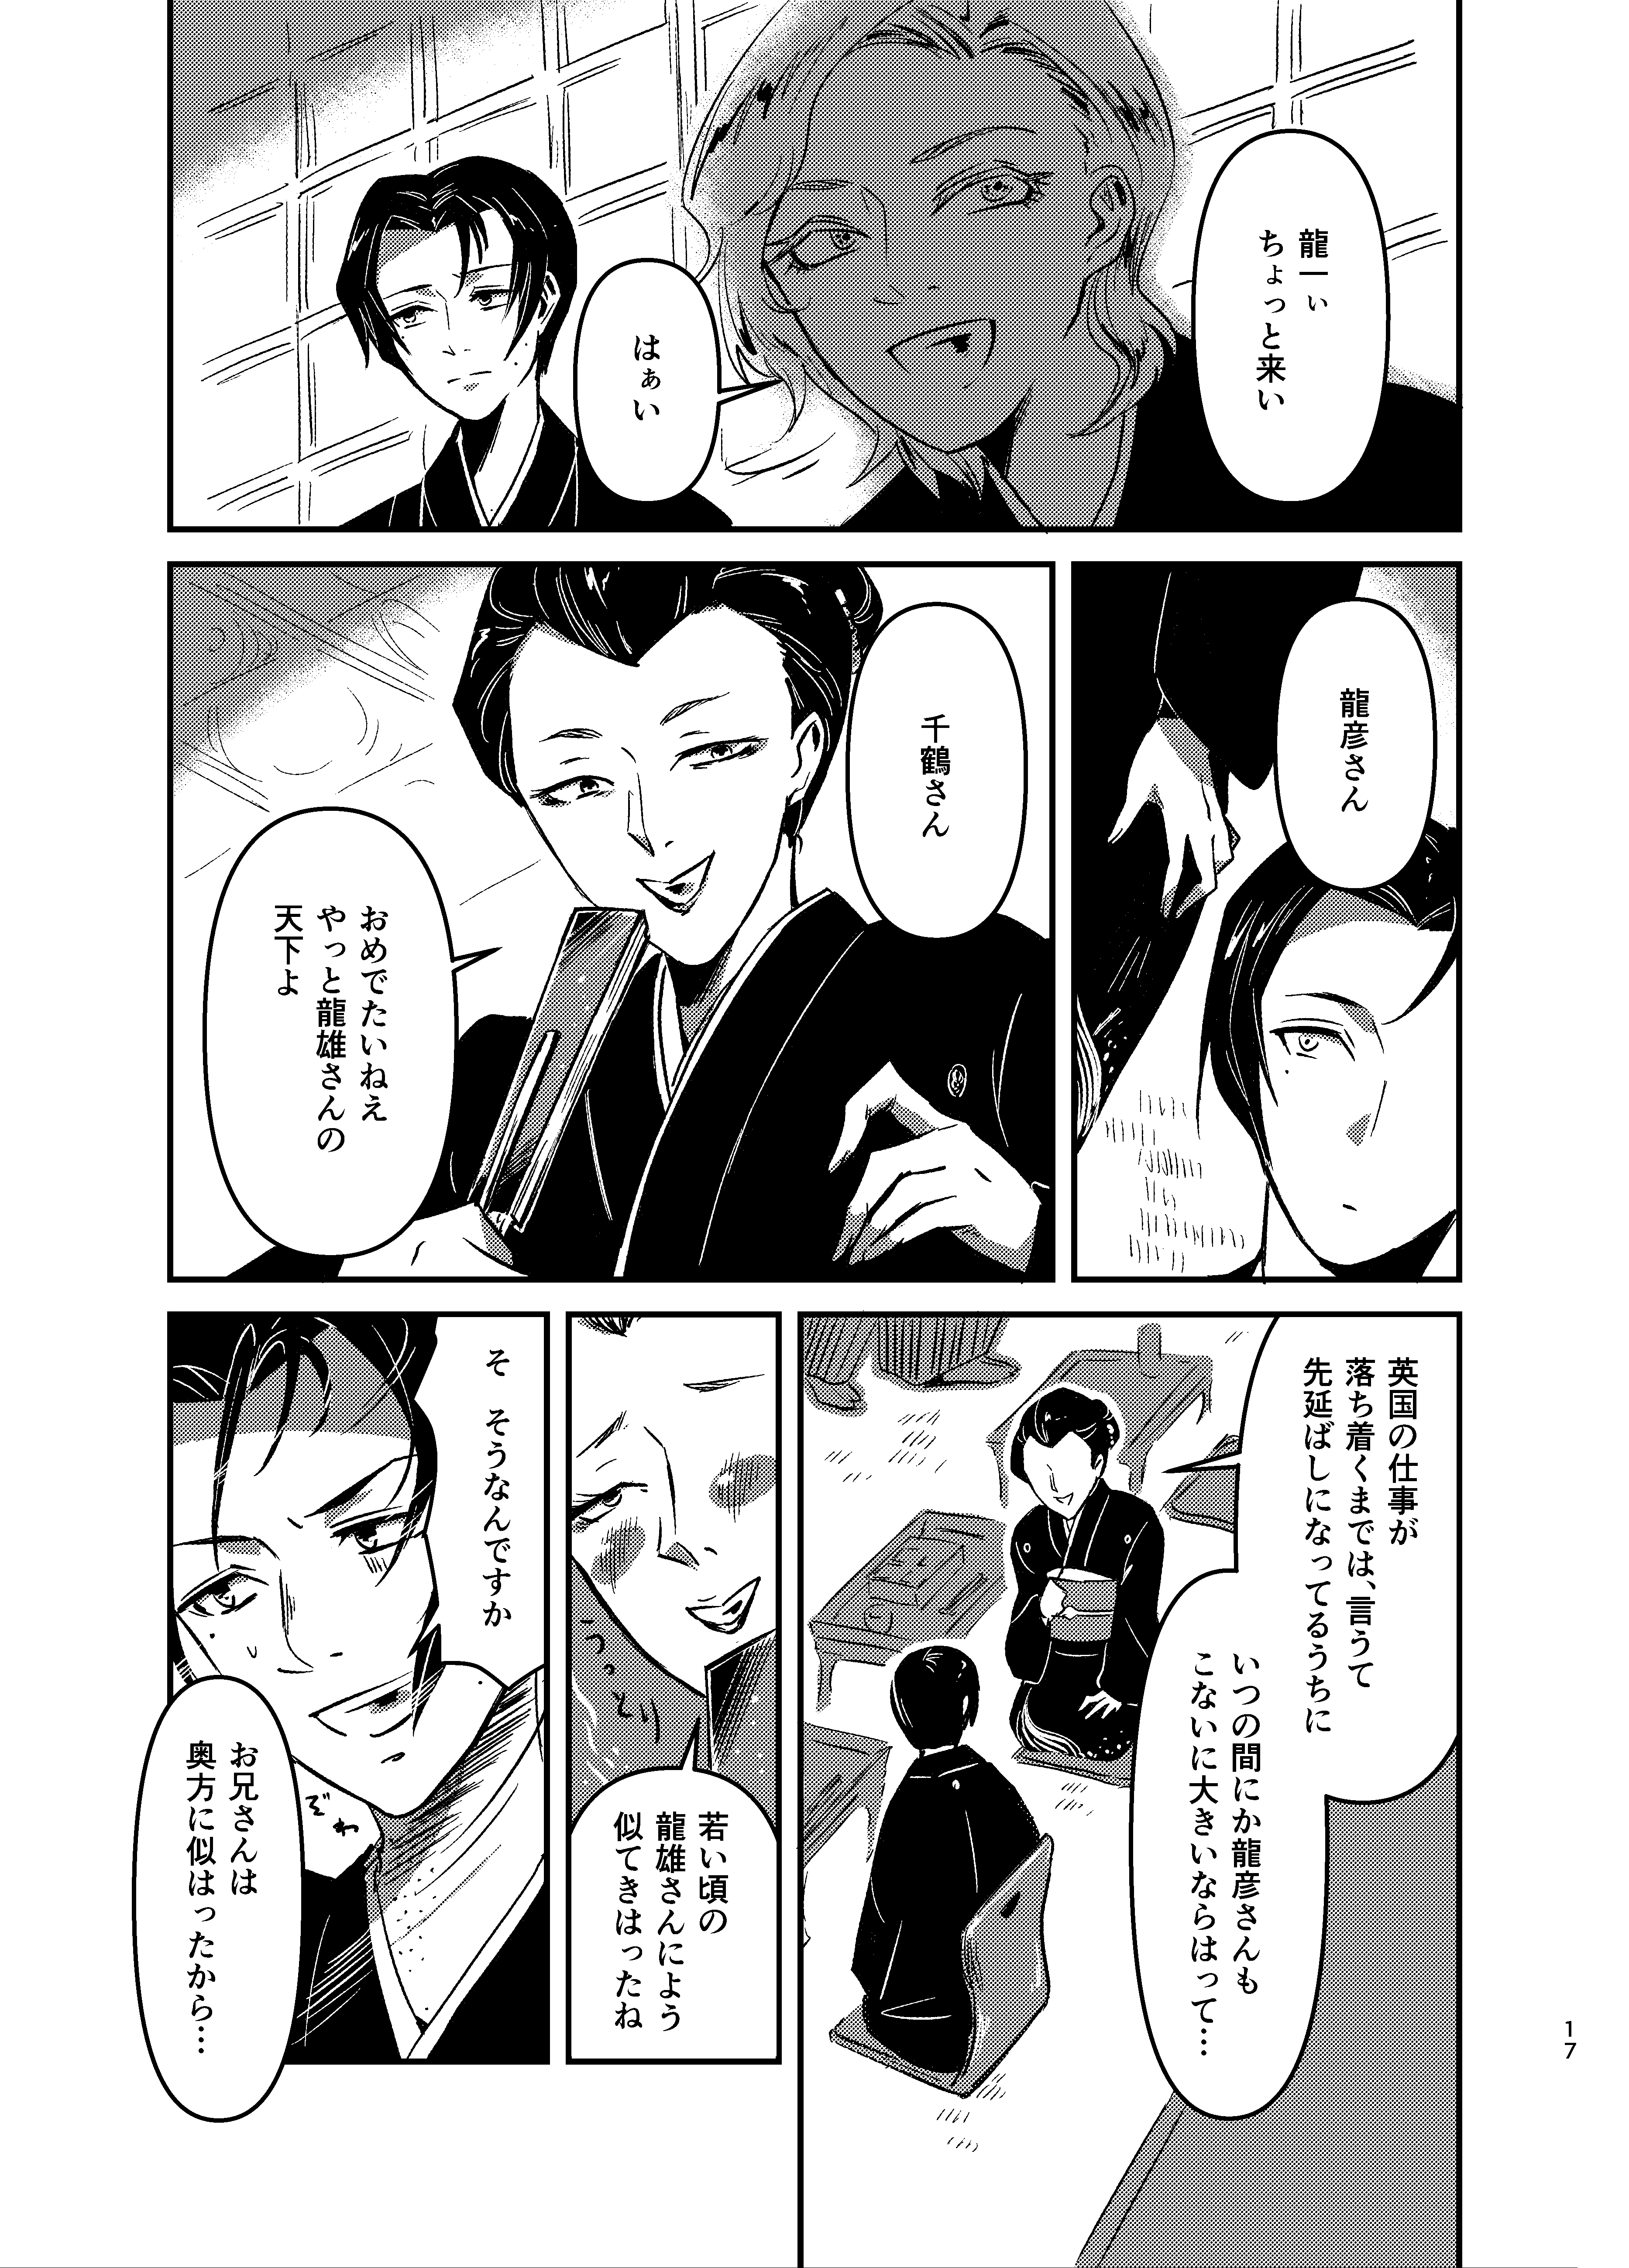 龍一ぃ
ちょっと来い
はぁい
龍彦さん
千鶴さん
おめでたいねえ
やっと龍雄さんの
天下よ
英国の仕事が
落ち着くまでは、言うて
先延ばしになってるうちに
いつの間にか龍彦さんも
こないに大きいならはって…
うっとり
若い頃の
龍雄さんによう
似てきはったね
そ そうなんですか
ぞわ
お兄さんは
奥方に似はったから…
17